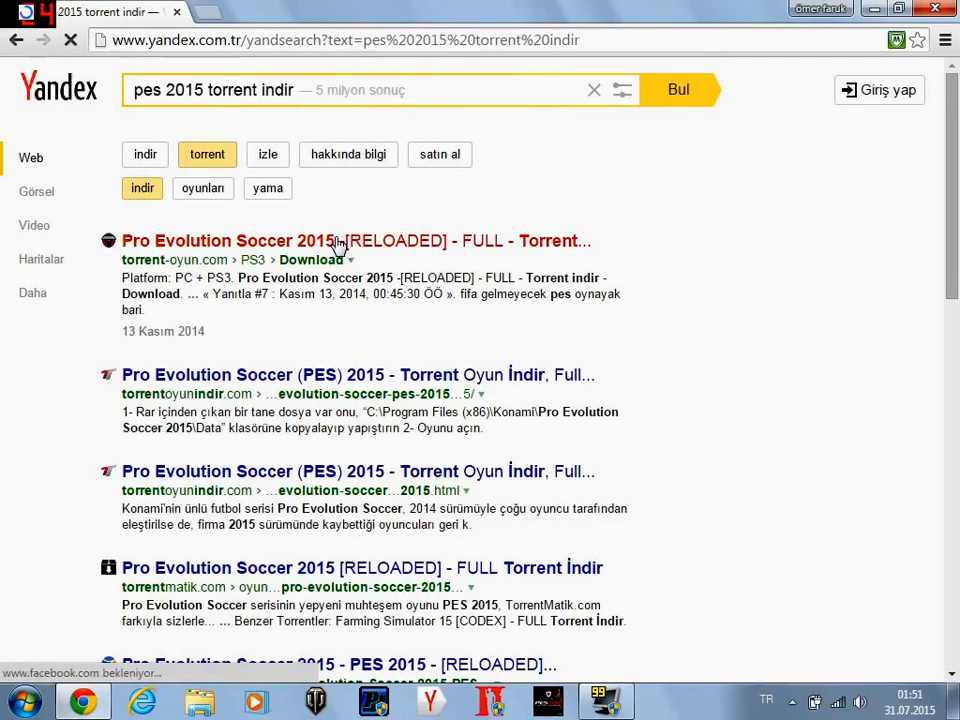 2015 torrent indir —
ömer faruk
www.yandex.com.tr/yandsearch?text=pes%202015%20torrent%20indir
Yandex
pes 2015 torrent indir — 5 milyon sonuç
Bul
Giriş yap
Web
Görsel
Video
Haritalar
Daha
indir torrent izle hakkında bilgi satın al
indir oyunları yama
Pro Evolution Soccer 2015 -[RELOADED] - FULL - Torrent...
torrent-oyun.com › PS3 › Download
Platform: PC + PS3. Pro Evolution Soccer 2015 -[RELOADED] - FULL - Torrent indir -
Download. ... « Yanıtla #7 : Kasım 13, 2014, 00:45:30 ÖÖ ». fifa gelmeyecek pes oynayak
bari.
13 Kasım 2014
Pro Evolution Soccer (PES) 2015 - Torrent Oyun İndir, Full...
torrentoyunindir.com › ...evolution-soccer-pes-2015...5/
1- Rar içinden çıkan bir tane dosya var onu, “C:\Program Files (x86)\Konami\Pro Evolution
Soccer 2015\Data” klasörüne kopyalayıp yapıştırın 2- Oyunu açın.
Pro Evolution Soccer (PES) 2015 - Torrent Oyun İndir, Full...
torrentoyunindir.com › ...evolution-soccer...2015.html
Konami'nin ünlü futbol serisi Pro Evolution Soccer, 2014 sürümüyle çoğu oyuncu tarafından
eleştirilse de, firma 2015 sürümünde kaybettiği oyuncuları geri k.
Pro Evolution Soccer 2015 [RELOADED] - FULL Torrent İndir
torrentmatik.com › oyun...pro-evolution-soccer-2015...
Pro Evolution Soccer serisinin yepyeni muhteşem oyunu PES 2015, TorrentMatik.com
farkıyla sizlerle... ... Benzer Torrentler: Farming Simulator 15 [CODEX] - FULL Torrent İndir.
Pro Evolution Soccer 2015 - PES 2015 - [RELOADED]...
www.facebook.com bekleniyor...
99
TR
01:51
31.07.2015